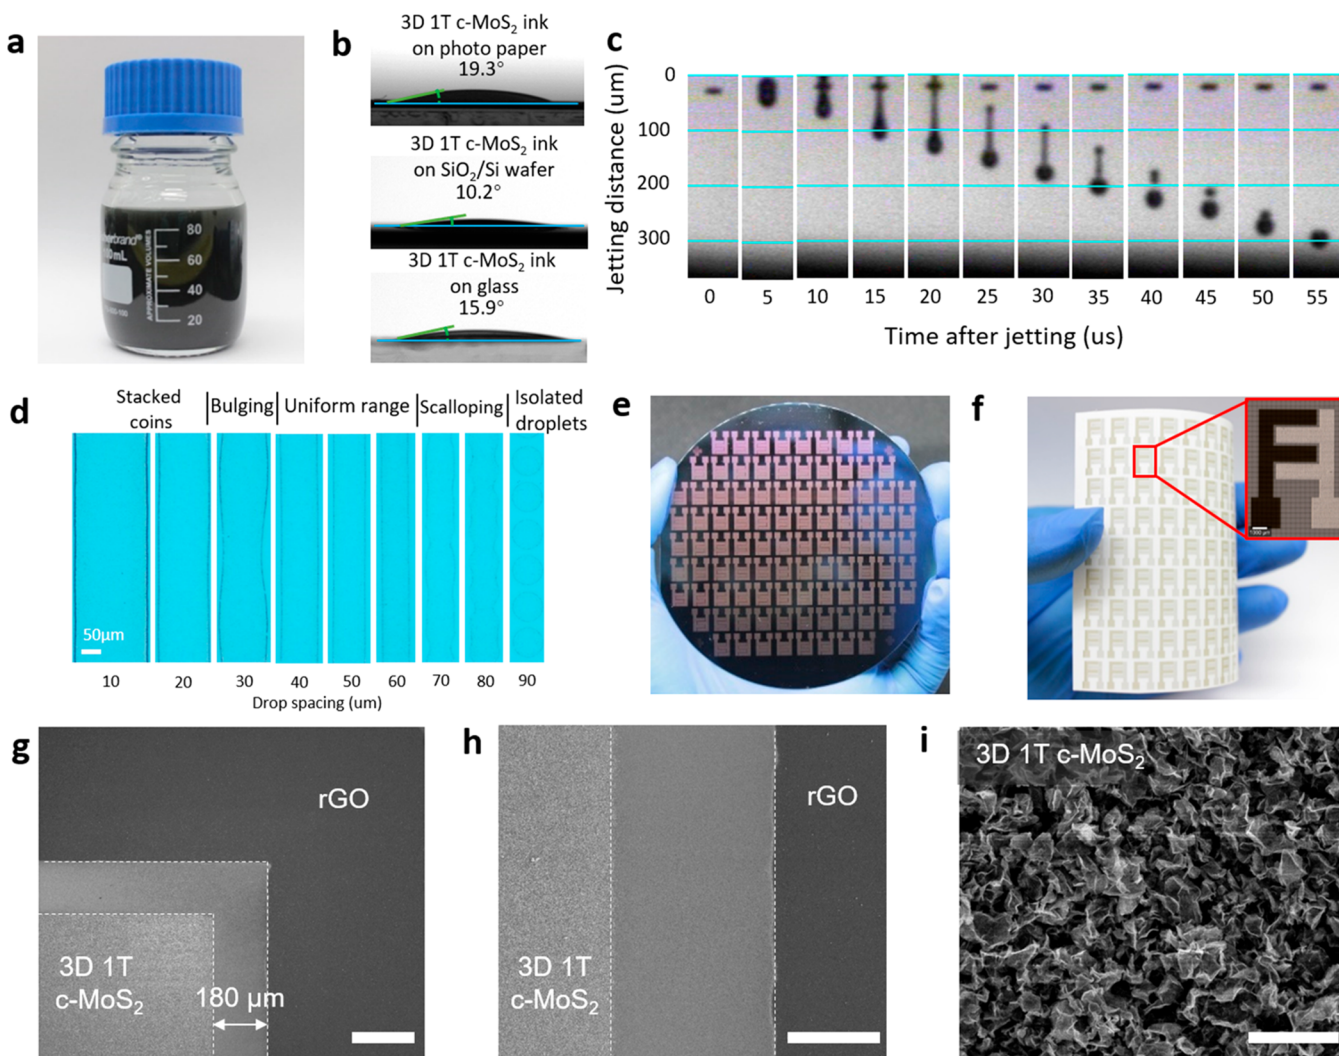 a
80
60
40
20
APPROXIMATE VOLUMES
b
3D 1T c-MoS₂ ink
on photo paper
19.3°
3D 1T c-MoS₂ ink
on SiO₂/Si wafer
10.2°
3D 1T c-MoS₂ ink
on glass
15.9°
c
Jetting distance (um)
0
100
200
300
0 5 10 15 20 25 30 35 40 45 50 55
Time after jetting (us)
d
Stacked coins
Bulging
Uniform range
Scalloping
Isolated droplets
50μm
10 20 30 40 50 60 70 80 90
Drop spacing (um)
e
f
g
rGO
3D 1T
c-MoS₂
180 μm
h
rGO
3D 1T
c-MoS₂
i
3D 1T c-MoS₂